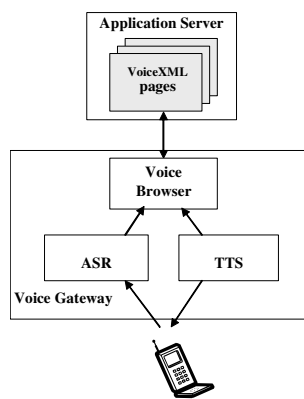 Application Server
VoiceXML
pages
Voice
Browser
ASR
TTS
Voice Gateway